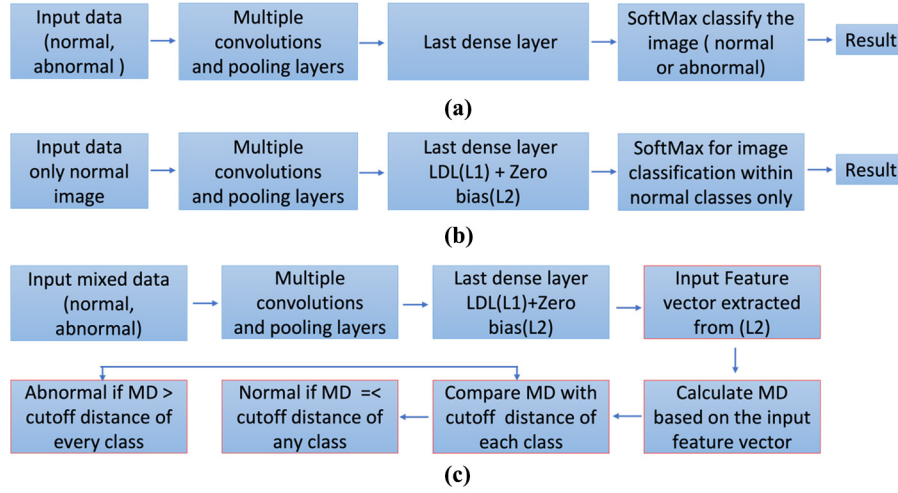 Input data
(normal,
abnormal )
Multiple
convolutions
and pooling layers
Last dense layer
SoftMax classify the
image ( normal
or abnormal)
Result
(a)
Input data
only normal
image
Multiple
convolutions
and pooling layers
Last dense layer
LDL(L1) + Zero
bias(L2)
SoftMax for image
classification within
normal classes only
Result
(b)
Input mixed data
(normal,
abnormal)
Multiple
convolutions
and pooling layers
Last dense layer
LDL(L1)+Zero
bias(L2)
Input Feature
vector extracted
from (L2)
Abnormal if MD >
cutoff distance of
every class
Normal if MD =<
cutoff distance of
any class
Compare MD with
cutoff distance of
each class
Calculate MD
based on the input
feature vector
(c)